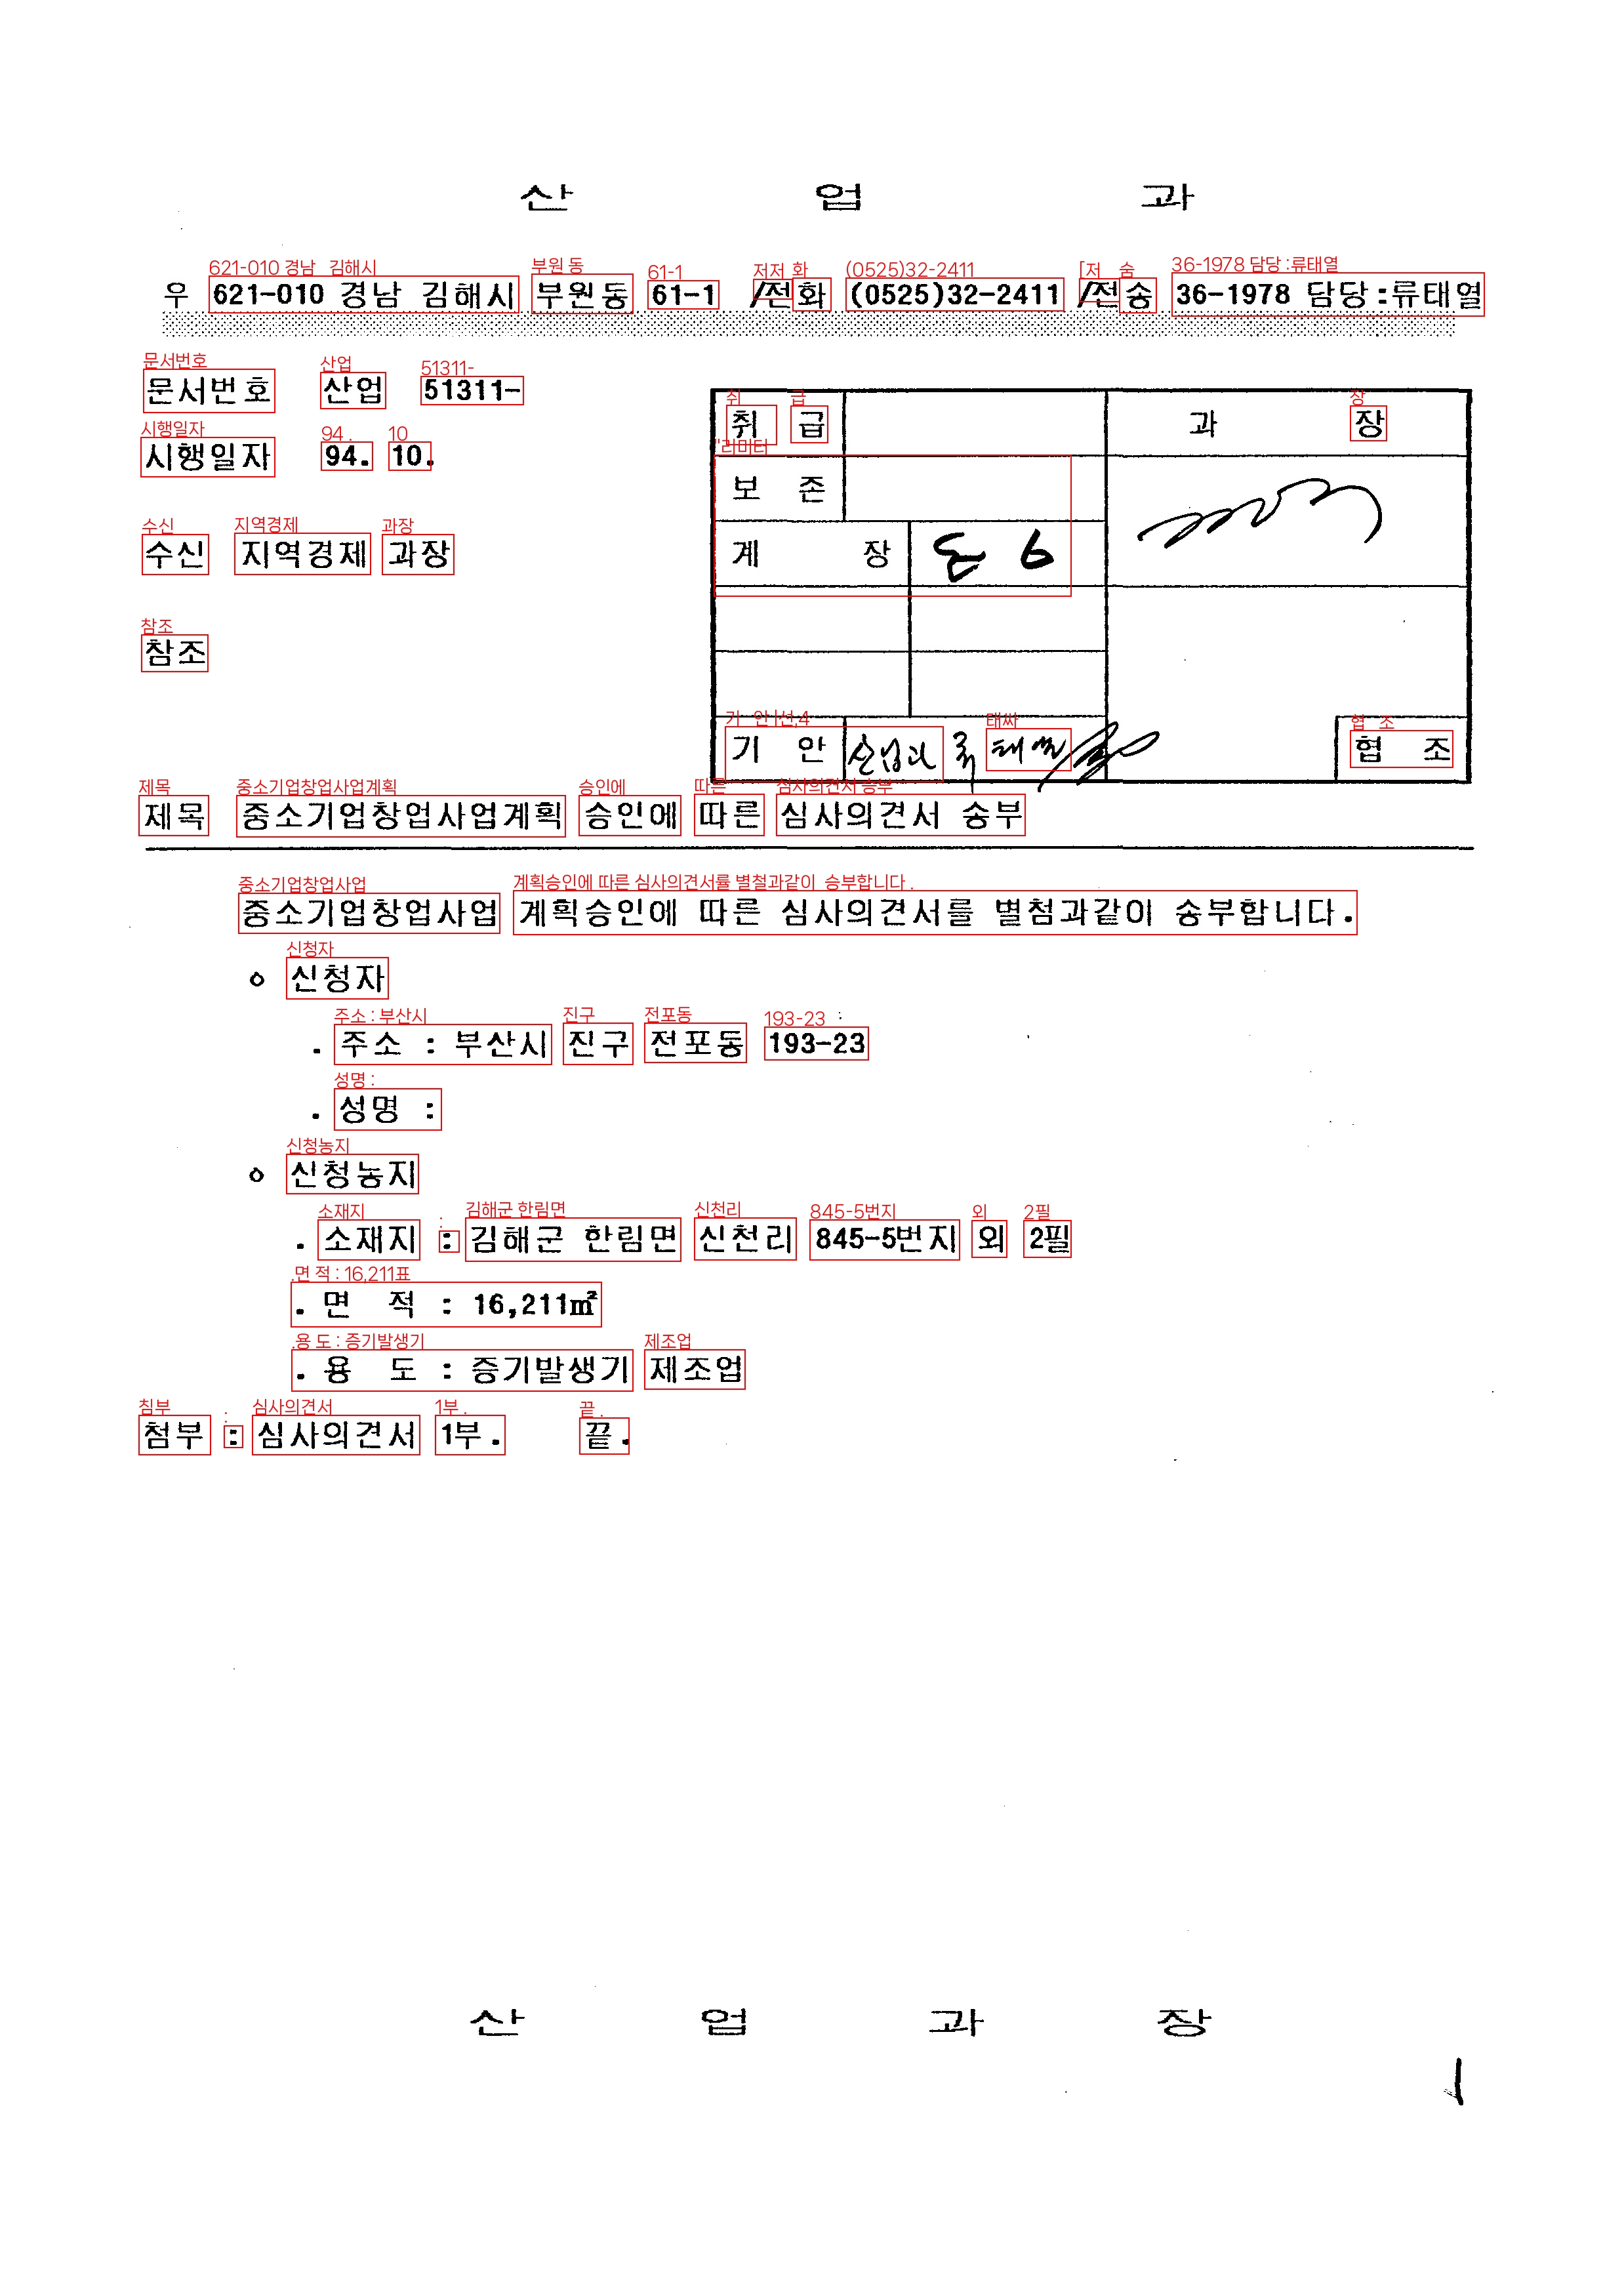 산 업 과
우 621-010 경남 김해시 부원동 61-1 /전화 (0525)32-2411 /전송 36-1978 담당:류태열
문서번호 산업 51311-
시행일자 94. 10.
수신 지역경제 과장
참조
취 급 과 장
보 존
계 장
기 안 산업과 류태열
협 조
제목 중소기업창업사업계획 승인에 따른 심사의견서 송부
중소기업창업사업 계획승인에 따른 심사의견서를 별첨과같이 송부합니다.
o 신청자
. 주소 : 부산시 진구 전포동 193-23
. 성명 :
o 신청농지
. 소재지 : 김해군 한림면 신천리 845-5번지 외 2필
. 면 적 : 16,211㎡
. 용 도 : 증기발생기 제조업
첨부 : 심사의견서 1부. 끝.
산 업 과 장